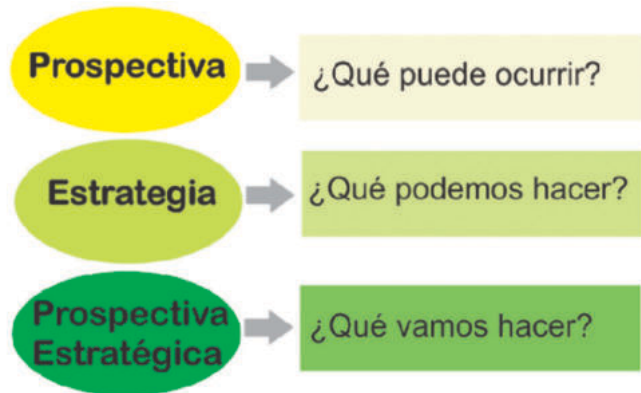 Prospectiva
¿Qué puede ocurrir?
Estrategia
¿Qué podemos hacer?
Prospectiva
Estratégica
¿Qué vamos hacer?